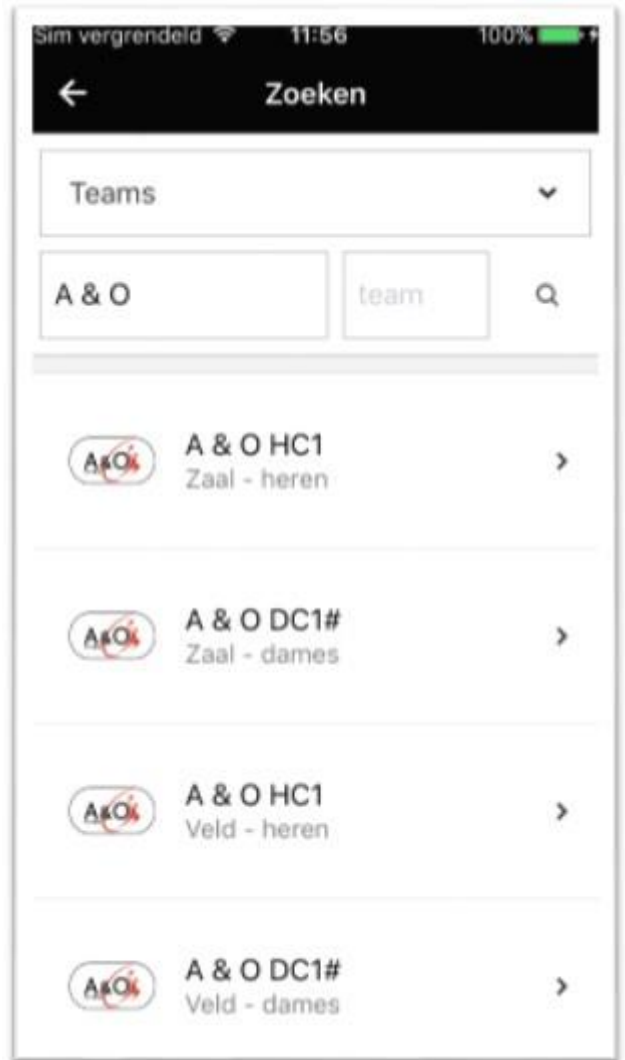 Sim vergrendeld 11:56 100%
Zoeken
Teams
A & O team
A&O
A & O HC1
Zaal - heren
A&O
A & O DC1#
Zaal - dames
A&O
A & O HC1
Veld - heren
A&O
A & O DC1#
Veld - dames